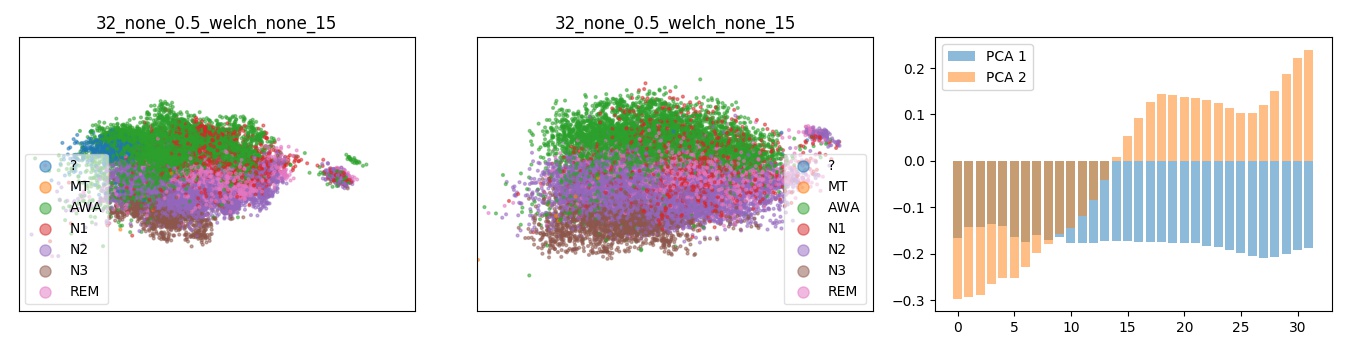 32_none_0.5_welch_none_15
?
MT
AWA
N1
N2
N3
REM
32_none_0.5_welch_none_15
?
MT
AWA
N1
N2
N3
REM
PCA 1
PCA 2
0.2
0.1
0.0
−0.1
−0.2
−0.3
0 5 10 15 20 25 30